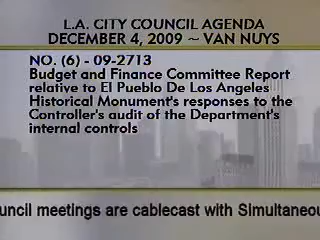 L.A. CITY COUNCIL AGENDA
DECEMBER 4, 2009 ~ VAN NUYS
NO. (6) - 09-2713
Budget and Finance Committee Report
relative to El Pueblo De Los Angeles
Historical Monument's responses to the
Controller's audit of the Department's
internal controls
uncil meetings are cablecast with Simultaneou